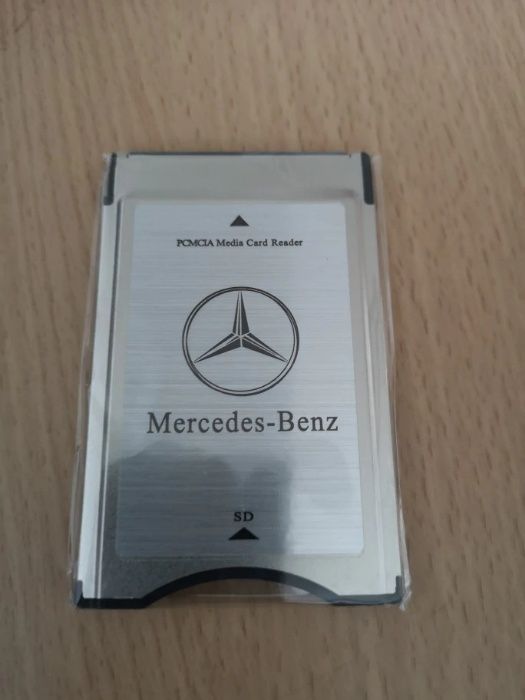 PCMCIA Media Card Reader
Mercedes-Benz
SD